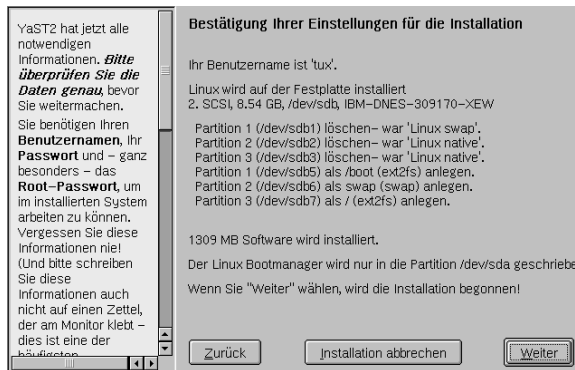 YaST2 hat jetzt alle
notwendigen
Informationen. Bitte
überprüfen Sie die
Daten genau, bevor
Sie weitermachen.
Sie benötigen Ihren
Benutzernamen, Ihr
Passwort und – ganz
besonders – das
Root–Passwort, um
im installierten System
arbeiten zu können.
Vergessen Sie diese
Informationen nie!
(Und bitte schreiben
Sie diese
Informationen auch
nicht auf einen Zettel,
der am Monitor klebt –
dies ist eine der
häufigsten
Bestätigung Ihrer Einstellungen für die Installation
Ihr Benutzername ist 'tux'.
Linux wird auf der Festplatte installiert
2. SCSI, 8.54 GB, /dev/sdb, IBM–DNES–309170–XEW
Partition 1 (/dev/sdb1) löschen– war 'Linux swap'.
Partition 2 (/dev/sdb2) löschen– war 'Linux native'.
Partition 3 (/dev/sdb3) löschen– war 'Linux native'.
Partition 1 (/dev/sdb5) als /boot (ext2fs) anlegen.
Partition 2 (/dev/sdb6) als swap (swap) anlegen.
Partition 3 (/dev/sdb7) als / (ext2fs) anlegen.
1309 MB Software wird installiert.
Der Linux Bootmanager wird nur in die Partition /dev/sda geschriebe
Wenn Sie "Weiter" wählen, wird die Installation begonnen!
Zurück
Installation abbrechen
Weiter